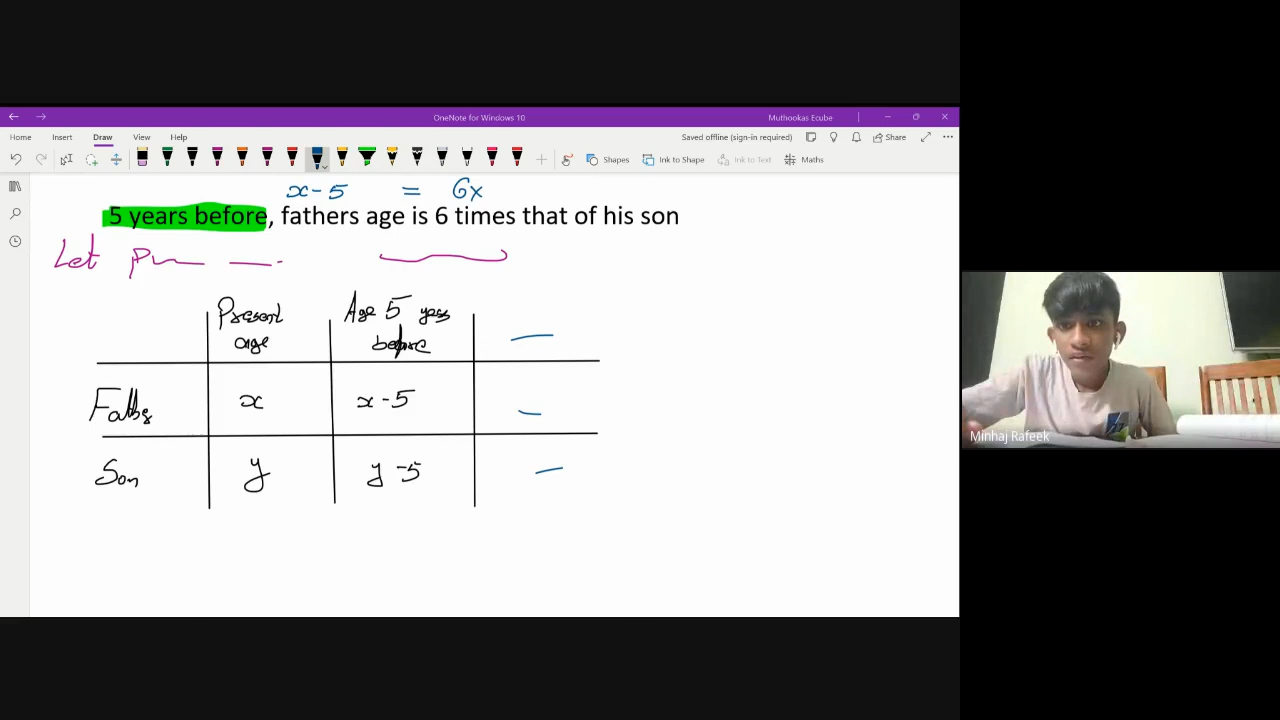 OneNote for Windows 10
Muthookas Ecube
Home Insert Draw View Help
Saved offline (sign-in required) Share
Shapes Ink to Shape Ink to Text Maths
x-5 = 6x
5 years before, fathers age is 6 times that of his son
Let
Present age Age 5 years before
Father x x-5
Son y y-5
Minhaj Rafeek